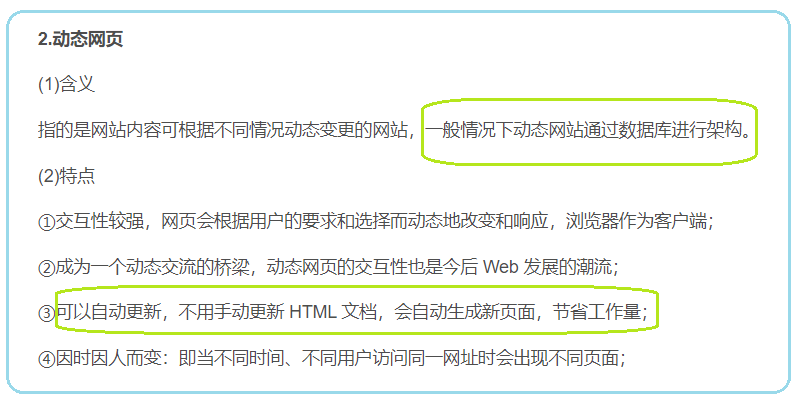 2.动态网页
(1)含义
指的是网站内容可根据不同情况动态变更的网站，一般情况下动态网站通过数据库进行架构。
(2)特点
①交互性较强，网页会根据用户的要求和选择而动态地改变和响应，浏览器作为客户端；
②成为一个动态交流的桥梁，动态网页的交互性也是今后 Web 发展的潮流；
③可以自动更新，不用手动更新 HTML 文档，会自动生成新页面，节省工作量；
④因时因人而变：即当不同时间、不同用户访问同一网址时会出现不同页面；